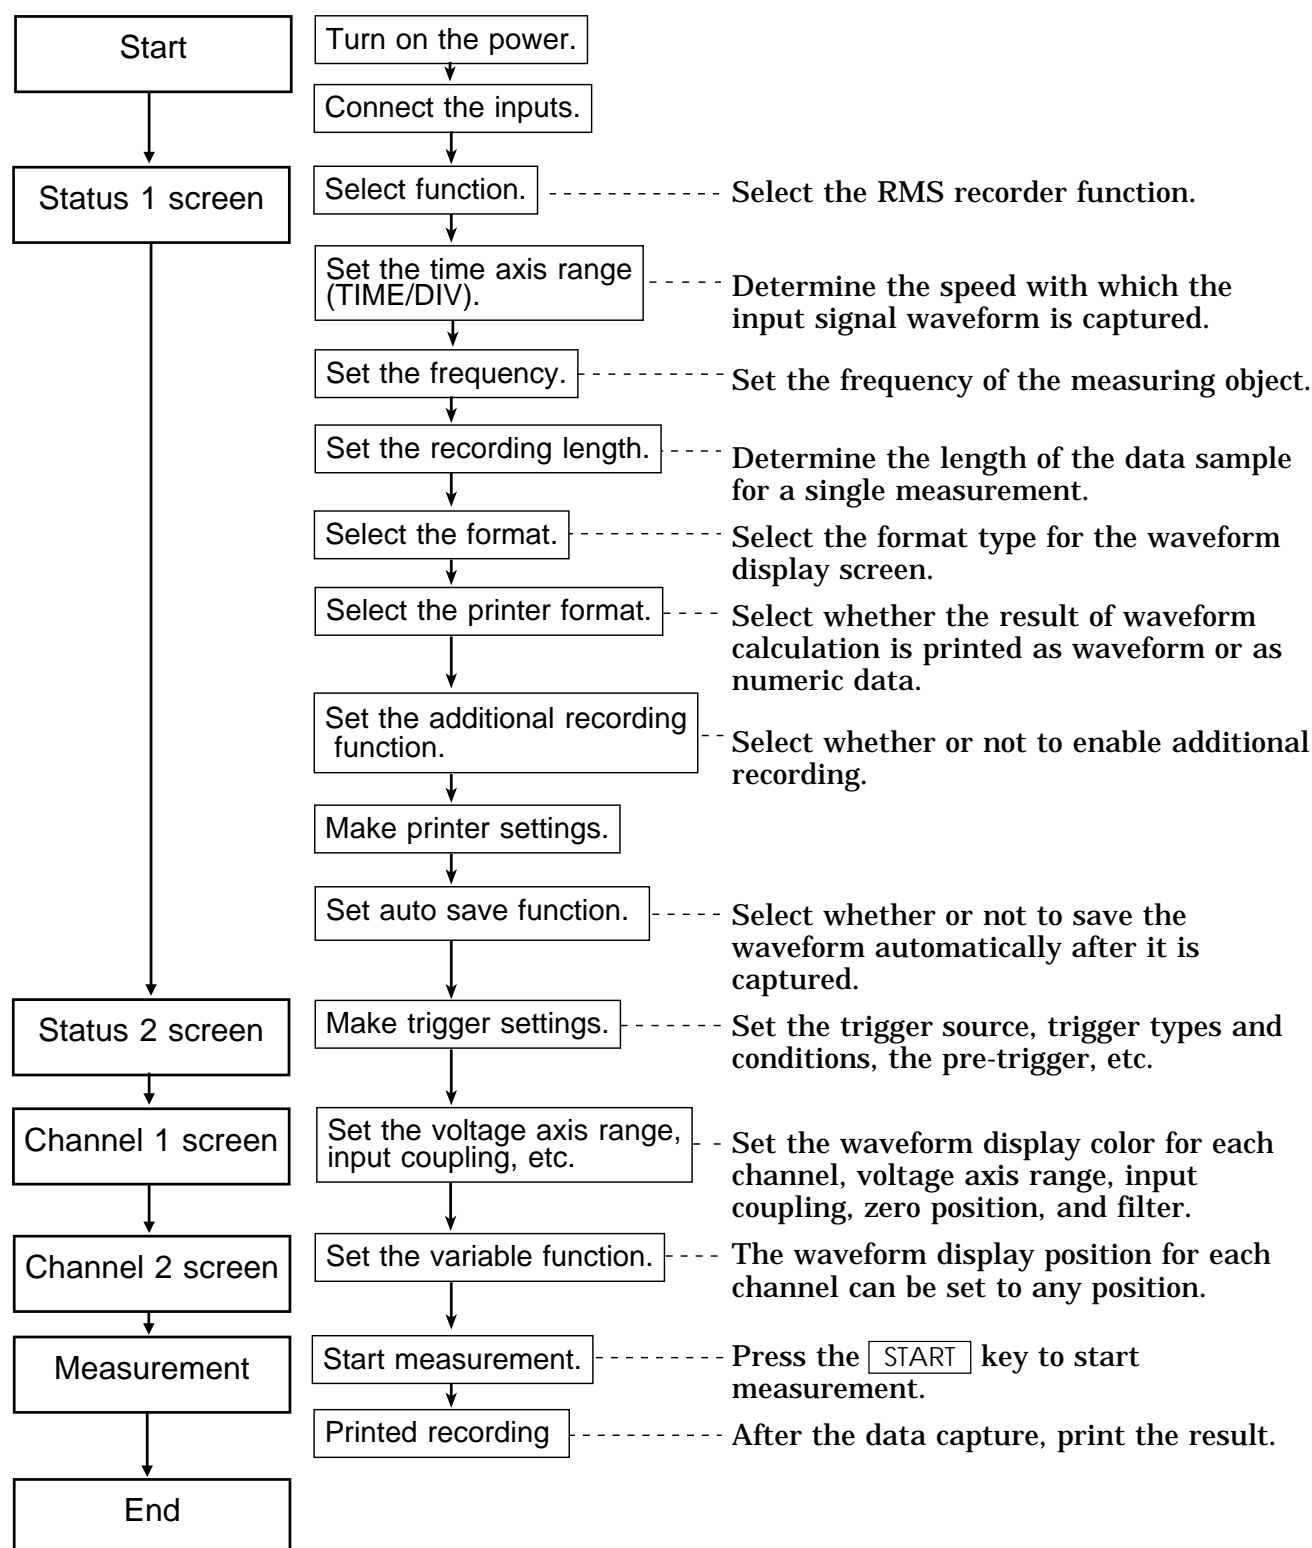 Start
Turn on the power.
Connect the inputs.
Status 1 screen
Select function.
Select the RMS recorder function.
Set the time axis range
(TIME/DIV).
Determine the speed with which the
input signal waveform is captured.
Set the frequency.
Set the frequency of the measuring object.
Set the recording length.
Determine the length of the data sample
for a single measurement.
Select the format.
Select the format type for the waveform
display screen.
Select the printer format.
Select whether the result of waveform
calculation is printed as waveform or as
numeric data.
Set the additional recording
function.
Select whether or not to enable additional
recording.
Make printer settings.
Set auto save function.
Select whether or not to save the
waveform automatically after it is
captured.
Status 2 screen
Make trigger settings.
Set the trigger source, trigger types and
conditions, the pre-trigger, etc.
Channel 1 screen
Set the voltage axis range,
input coupling, etc.
Set the waveform display color for each
channel, voltage axis range, input
coupling, zero position, and filter.
Channel 2 screen
Set the variable function.
The waveform display position for each
channel can be set to any position.
Measurement
Start measurement.
Press the START key to start
measurement.
Printed recording
After the data capture, print the result.
End